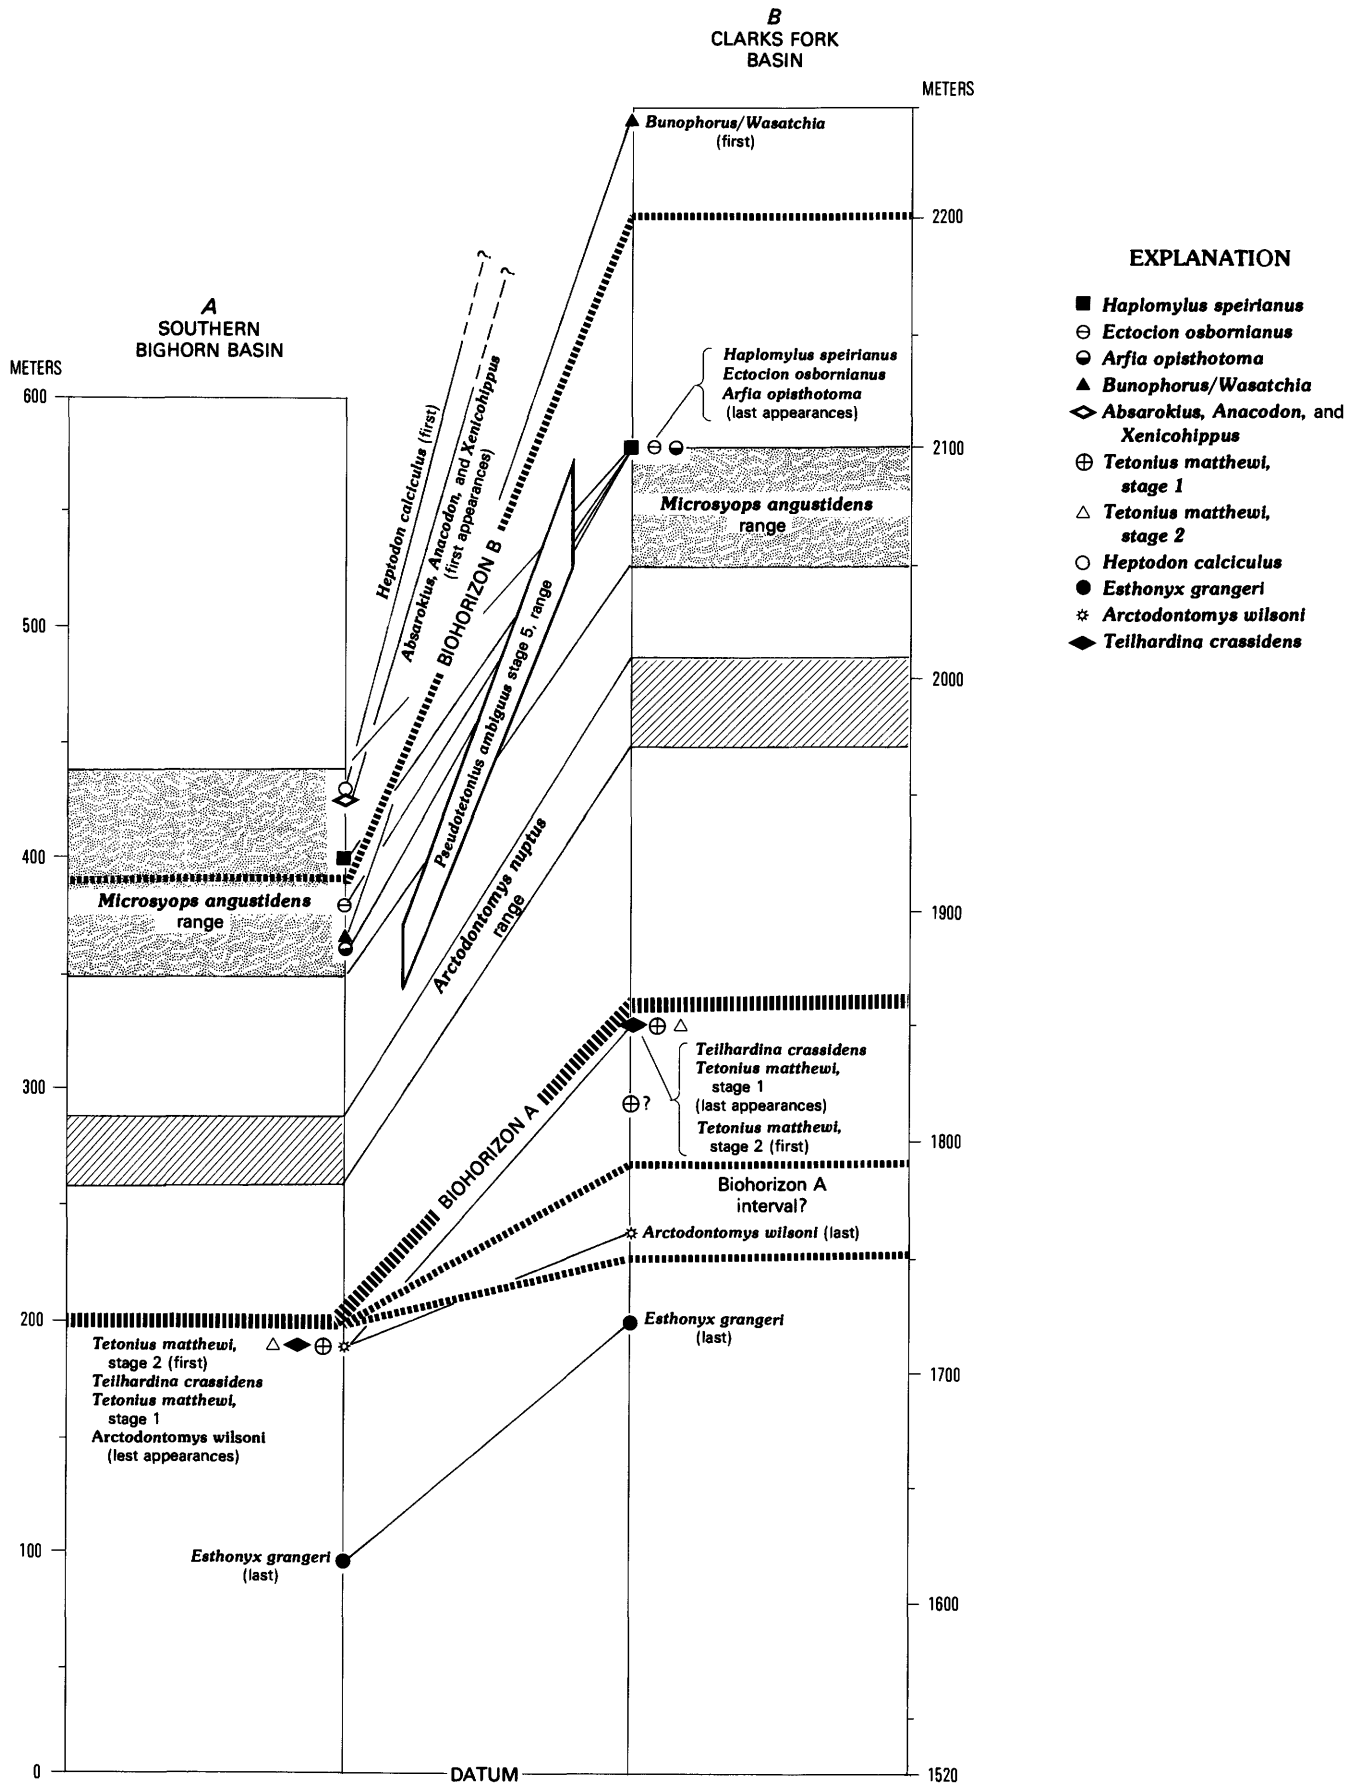 B
CLARKS FORK
BASIN
METERS
Bunophorus/Wasatchia
(first)
2200
EXPLANATION
Haplomylus speirianus
Ectocion osbornianus
Arfia opisthotoma
Bunophorus/Wasatchia
Absarokius, Anacodon, and
Xenicohippus
Tetonius matthewi,
stage 1
Tetonius matthewi,
stage 2
Heptodon calciculus
Esthonyx grangeri
Arctodontomys wilsoni
Teilhardina crassidens
A
SOUTHERN
BIGHORN BASIN
METERS
600
?
?
Heptodon calciculus (first)
Absarokius, Anacodon, and Xenicohippus
(first appearances)
BIOHORIZON B
Haplomylus speirianus
Ectocion osbornianus
Arfia opisthotoma
(last appearances)
2100
Microsyops angustidens
range
500
Pseudotetonius ambiguus stage 5, range
2000
400
Microsyops angustidens
range
Arctodontomys nuptus
range
1900
300
BIOHORIZON A
Teilhardina crassidens
Tetonius matthewi,
stage 1
(last appearances)
?
Tetonius matthewi,
stage 2 (first)
1800
Biohorizon A
interval?
Arctodontomys wilsoni (last)
200
Esthonyx grangeri
(last)
Tetonius matthewi,
stage 2 (first)
Teilhardina crassidens
Tetonius matthewi,
stage 1
Arctodontomys wilsoni
(lest appearances)
1700
100
Esthonyx grangeri
(last)
1600
0
DATUM
1520